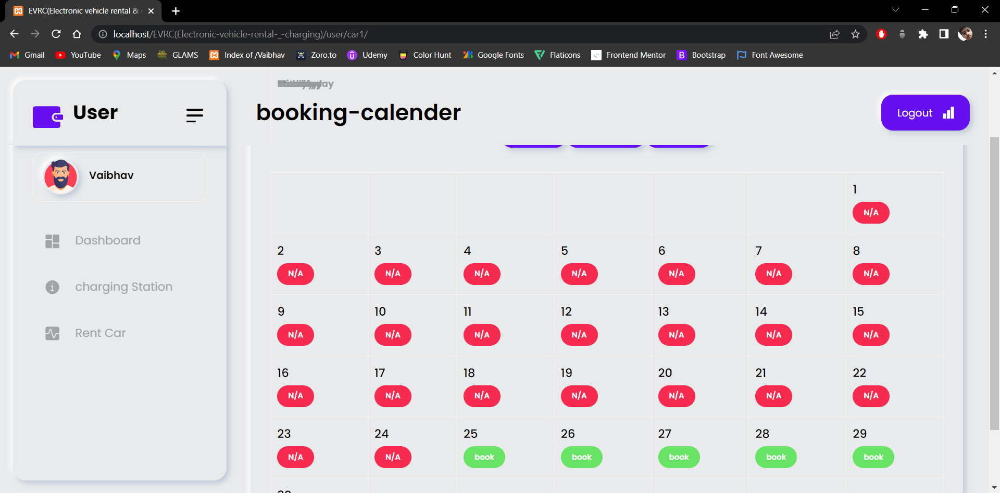 EVRC(Electronic vehicle rental &
localhost/EVRC(Electronic-vehicle-rental-_-charging)/user/car1/
Gmail YouTube Maps GLAMS Index of /Vaibhav Zoro.to Udemy Color Hunt Google Fonts Flaticons Frontend Mentor Bootstrap Font Awesome
User
booking-calender
Logout
Vaibhav
Dashboard
charging Station
Rent Car
1
N/A
2 3 4 5 6 7 8
N/A N/A N/A N/A N/A N/A N/A
9 10 11 12 13 14 15
N/A N/A N/A N/A N/A N/A N/A
16 17 18 19 20 21 22
N/A N/A N/A N/A N/A N/A N/A
23 24 25 26 27 28 29
N/A N/A book book book book book